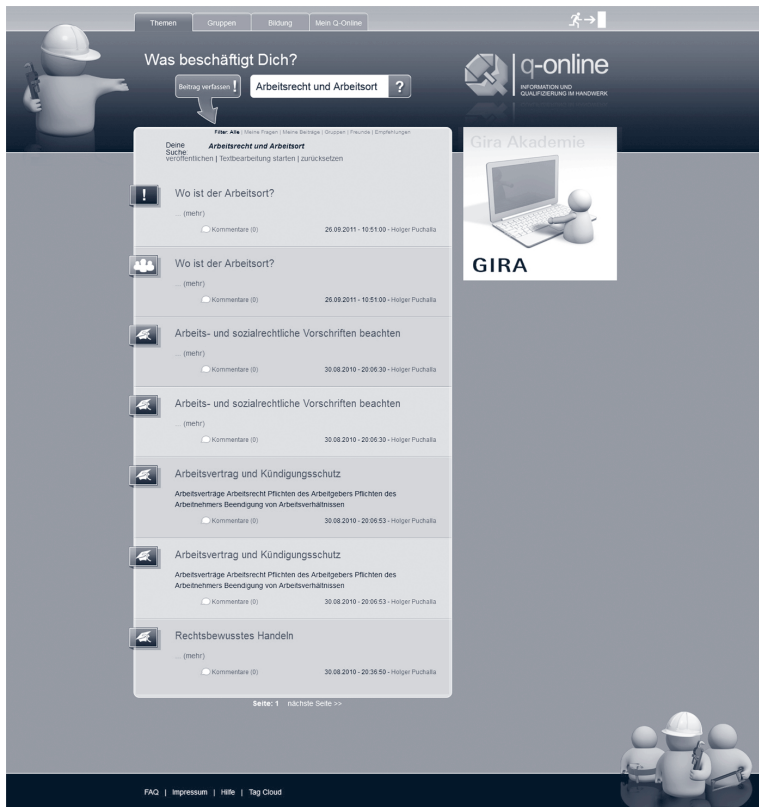 Themen Gruppen Bildung Mein Q-Online
Was beschäftigt Dich?
Beitrag verfassen ! Arbeitsrecht und Arbeitsort ?
q-online
INFORMATION UND
QUALIFIZIERUNG IM HANDWERK
Filter: Alle | Meine Fragen | Meine Beiträge | Gruppen | Freunde | Empfehlungen
Deine Suche: Arbeitsrecht und Arbeitsort
veröffentlichen | Textbearbeitung starten | zurücksetzen
Gira Akademie
GIRA
! Wo ist der Arbeitsort?
... (mehr)
Kommentare (0) 26.09.2011 - 10:51:00 - Holger Puchalla
Wo ist der Arbeitsort?
... (mehr)
Kommentare (0) 26.09.2011 - 10:51:00 - Holger Puchalla
Arbeits- und sozialrechtliche Vorschriften beachten
... (mehr)
Kommentare (0) 30.08.2010 - 20:06:30 - Holger Puchalla
Arbeits- und sozialrechtliche Vorschriften beachten
... (mehr)
Kommentare (0) 30.08.2010 - 20:06:30 - Holger Puchalla
Arbeitsvertrag und Kündigungsschutz
Arbeitsverträge Arbeitsrecht Pflichten des Arbeitgebers Pflichten des
Arbeitnehmers Beendigung von Arbeitsverhältnissen
Kommentare (0) 30.08.2010 - 20:06:53 - Holger Puchalla
Arbeitsvertrag und Kündigungsschutz
Arbeitsverträge Arbeitsrecht Pflichten des Arbeitgebers Pflichten des
Arbeitnehmers Beendigung von Arbeitsverhältnissen
Kommentare (0) 30.08.2010 - 20:06:53 - Holger Puchalla
Rechtsbewusstes Handeln
... (mehr)
Kommentare (0) 30.08.2010 - 20:36:50 - Holger Puchalla
Seite: 1 nächste Seite >>
FAQ | Impressum | Hilfe | Tag Cloud